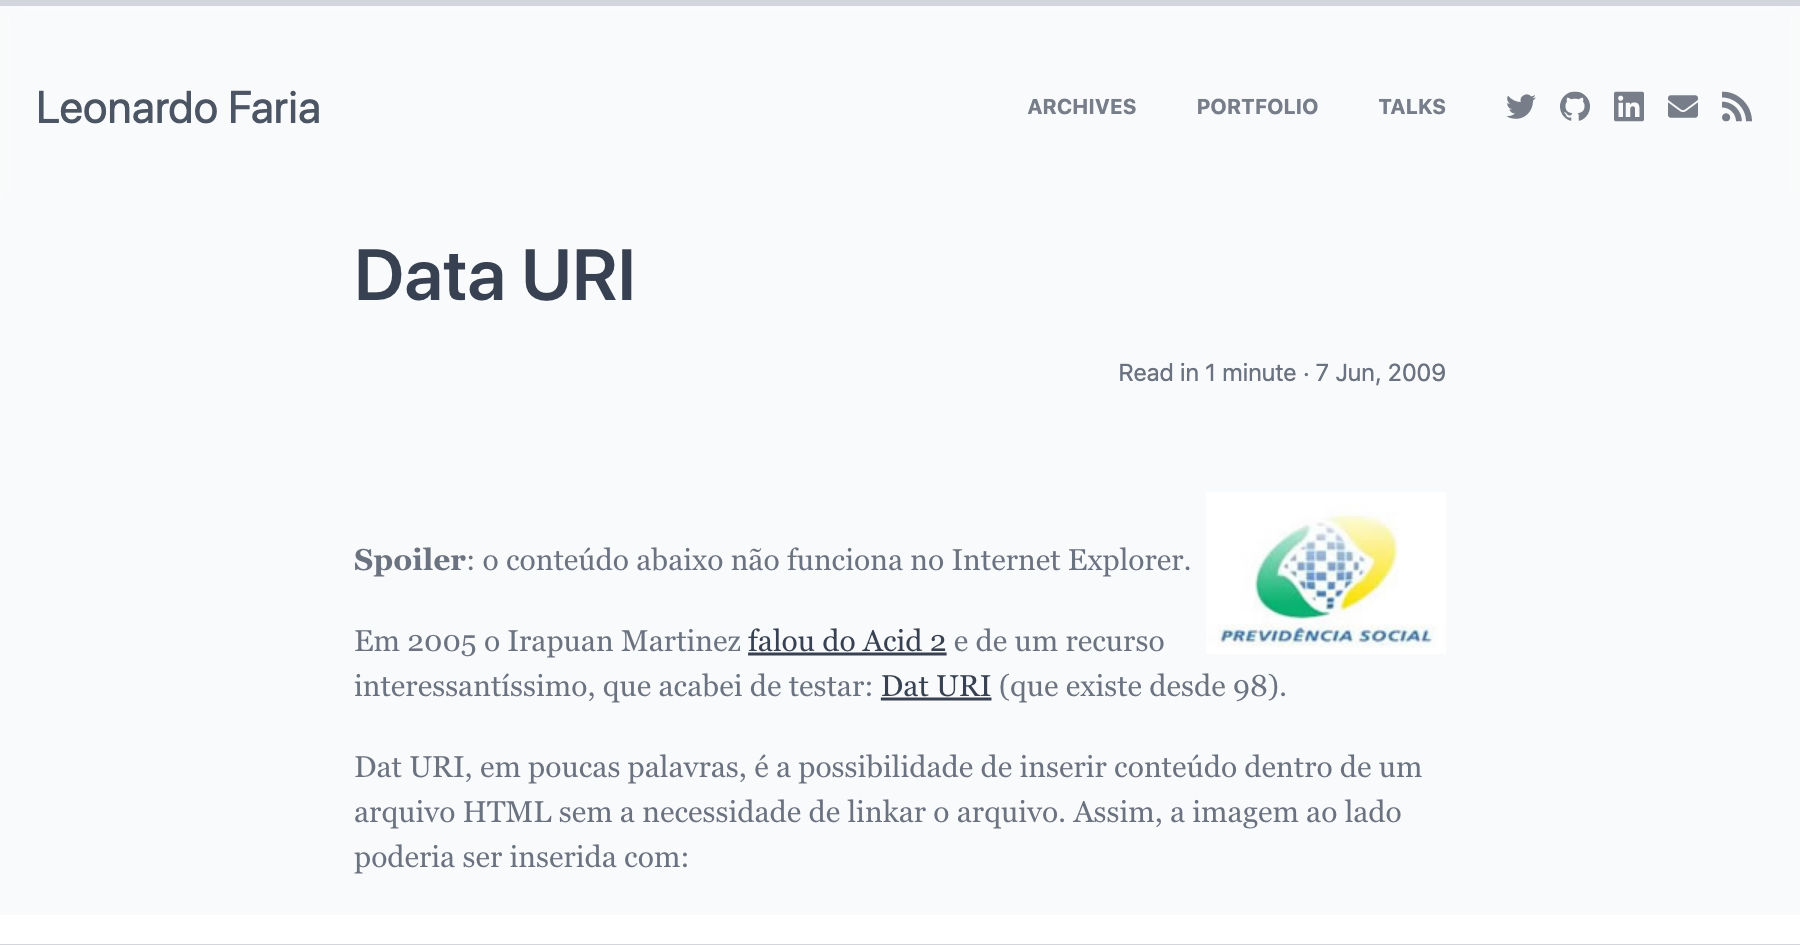 Leonardo Faria
ARCHIVES PORTFOLIO TALKS
Data URI
Read in 1 minute · 7 Jun, 2009
PREVIDÊNCIA SOCIAL
Spoiler: o conteúdo abaixo não funciona no Internet Explorer.
Em 2005 o Irapuan Martinez falou do Acid 2 e de um recurso
interessantíssimo, que acabei de testar: Dat URI (que existe desde 98).
Dat URI, em poucas palavras, é a possibilidade de inserir conteúdo dentro de um
arquivo HTML sem a necessidade de linkar o arquivo. Assim, a imagem ao lado
poderia ser inserida com: